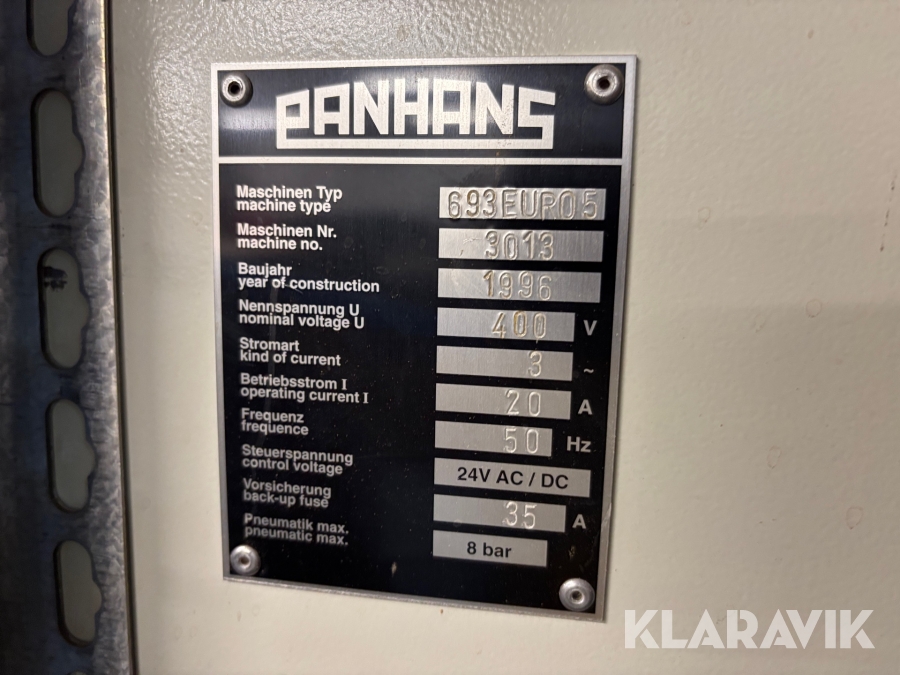 PANHANS
Maschinen Typ
machine type
693EURO5
Maschinen Nr.
machine no.
3013
Baujahr
year of construction
1996
Nennspannung U
nominal voltage U
400 V
Stromart
kind of current
3 ~
Betriebsstrom I
operating current I
20 A
Frequenz
frequence
50 Hz
Steuerspannung
control voltage
24V AC / DC
Vorsicherung
back-up fuse
35 A
Pneumatik max.
pneumatic max.
8 bar
KLARAVIK